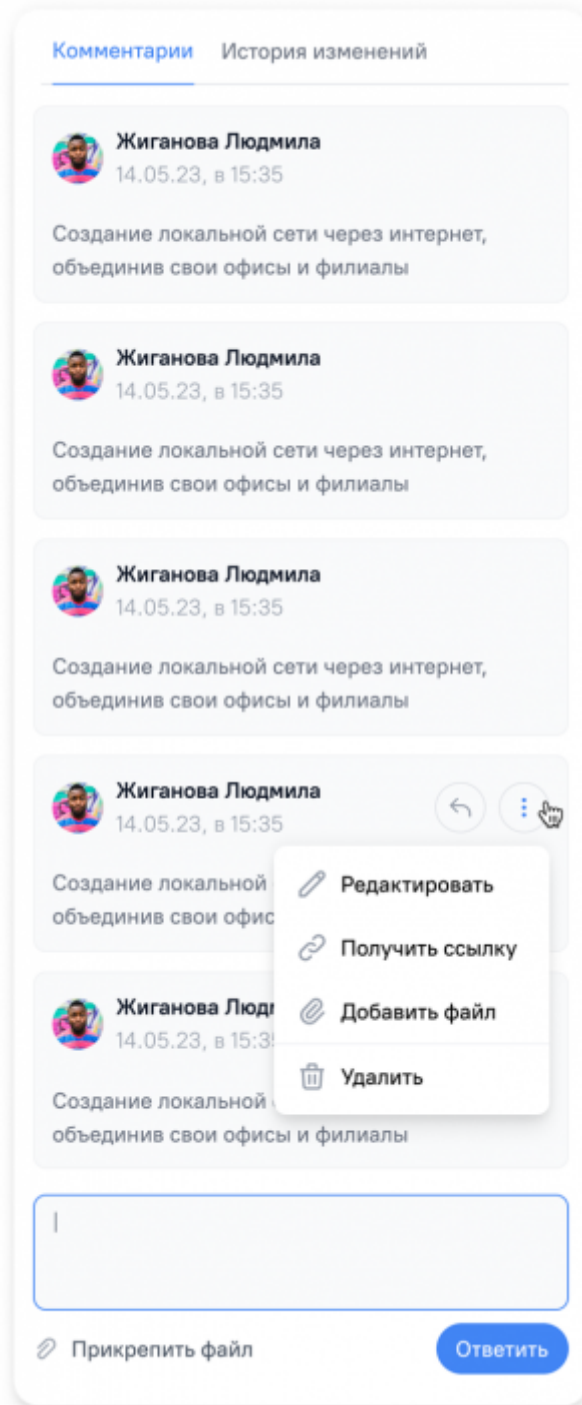 Комментарии История изменений
Жиганова Людмила
14.05.23, в 15:35
Создание локальной сети через интернет,
объединив свои офисы и филиалы
Жиганова Людмила
14.05.23, в 15:35
Создание локальной сети через интернет,
объединив свои офисы и филиалы
Жиганова Людмила
14.05.23, в 15:35
Создание локальной сети через интернет,
объединив свои офисы и филиалы
Жиганова Людмила
14.05.23, в 15:35
Создание локальной
объединив свои офис
Редактировать
Получить ссылку
Добавить файл
Удалить
Жиганова Люд
14.05.23, в 15:3
Создание локальной
объединив свои офисы и филиалы
Прикрепить файл
Ответить